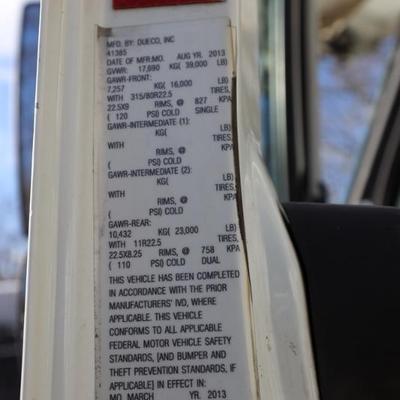 MFD. BY: DUECO, INC
41385
DATE OF MFR:MO. AUG YR. 2013
GVWR: 17,690 KG( 39,000 LB)
GAWR-FRONT:
7,257 KG( 16,000 LB)
WITH 315/80R22.5 TIRES,
22.5X9 RIMS, @ 827 KPA
( 120 PSI) COLD SINGLE
GAWR-INTERMEDIATE (1):
KG( LB)
WITH TIRES,
RIMS, @ KPA
( PSI) COLD
GAWR-INTERMEDIATE (2):
KG( LB)
WITH TIRES,
RIMS, @ KPA
( PSI) COLD
GAWR-REAR:
10,432 KG( 23,000 LB)
WITH 11R22.5 TIRES,
22.5X8.25 RIMS, @ 758 KPA
( 110 PSI) COLD DUAL
THIS VEHICLE HAS BEEN COMPLETED
IN ACCORDANCE WITH THE PRIOR
MANUFACTURERS' IVD, WHERE
APPLICABLE. THIS VEHICLE
CONFORMS TO ALL APPLICABLE
FEDERAL MOTOR VEHICLE SAFETY
STANDARDS, (AND BUMPER AND
THEFT PREVENTION STANDARDS, IF
APPLICABLE) IN EFFECT IN:
MO. MARCH YR. 2013